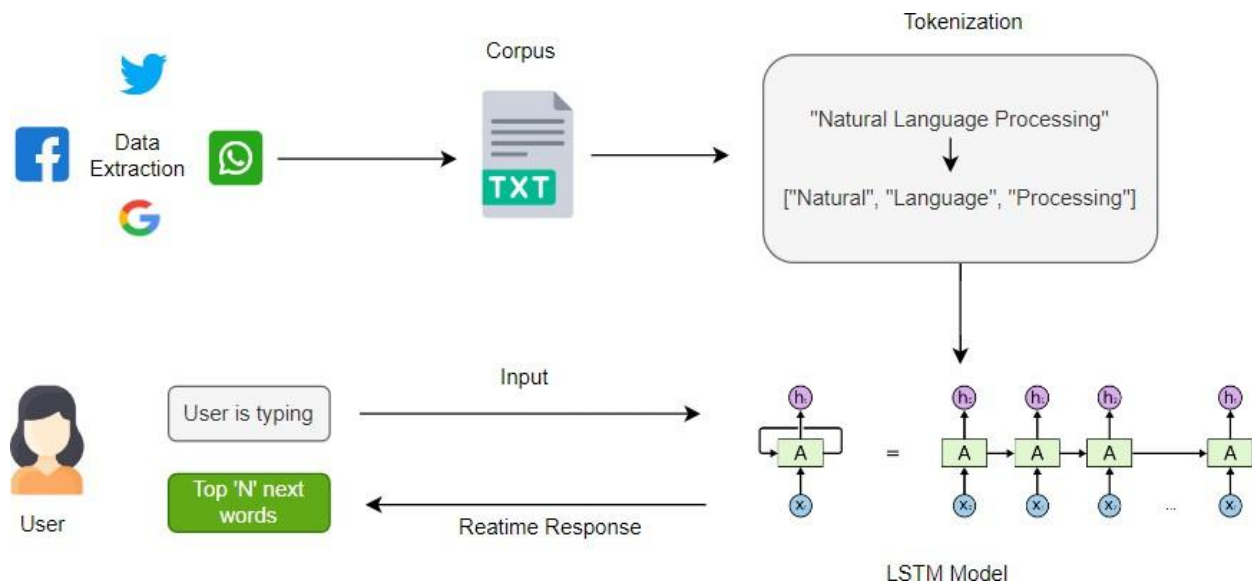 Tokenization
Corpus
Data
Extraction
TXT
"Natural Language Processing"
["Natural", "Language", "Processing"]
Input
User is typing
Top 'N' next
words
Reatime Response
User
h h h h h
A = A A A A
x x x x ... x
LSTM Model